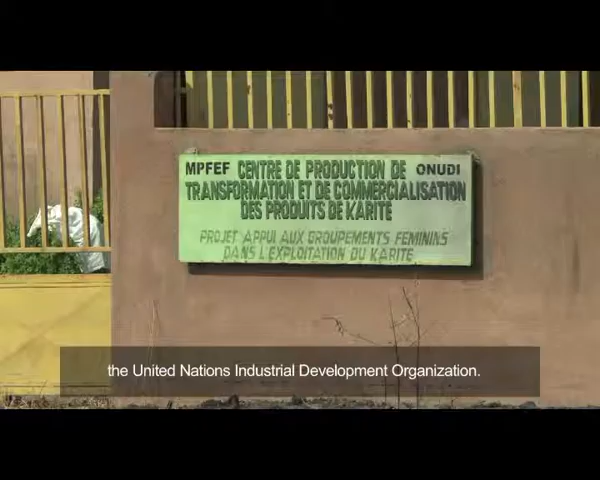 MPFEF CENTRE DE PRODUCTION DE ONUDI
TRANSFORMATION ET DE COMMERCIALISATION
DES PRODUITS DE KARITE
PROJET APPUI AUX GROUPEMENTS FEMININS
DANS L'EXPLOITATION DU KARITE
the United Nations Industrial Development Organization.